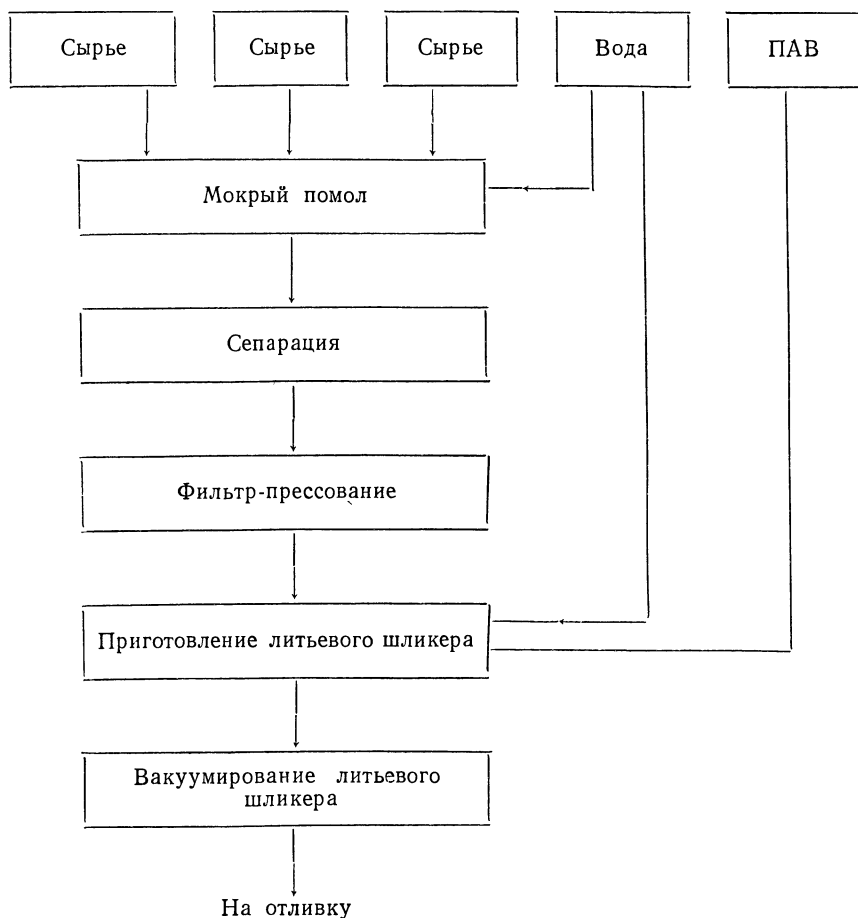 Сырье
Сырье
Сырье
Вода
ПАВ
Мокрый помол
Сепарация
Фильтр-прессование
Приготовление литьевого шликера
Вакуумирование литьевого
шликера
На отливку